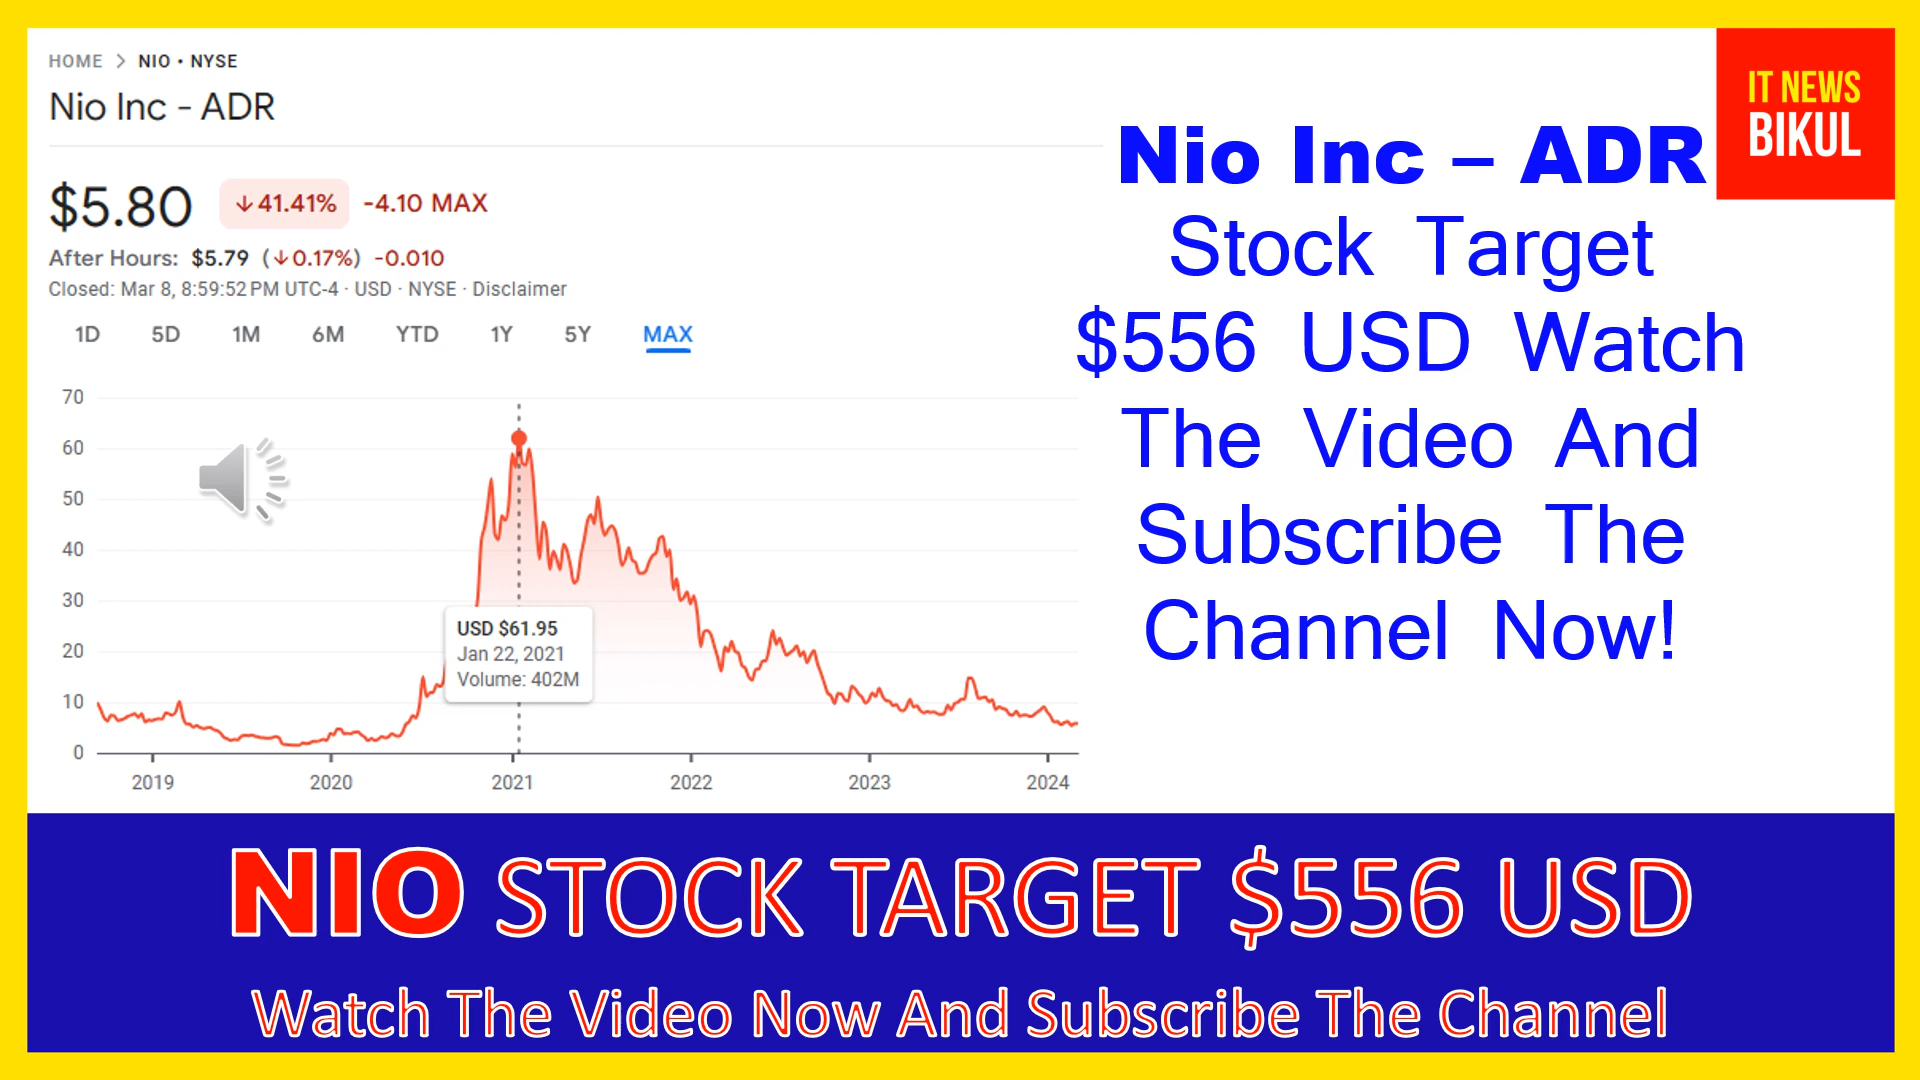 HOME > NIO • NYSE
Nio Inc - ADR
$5.80 ↓41.41% -4.10 MAX
After Hours: $5.79 (↓0.17%) -0.010
Closed: Mar 8, 8:59:52 PM UTC-4 · USD · NYSE · Disclaimer
1D 5D 1M 6M YTD 1Y 5Y MAX
70
60
50
40
30
20
10
0
USD $61.95
Jan 22, 2021
Volume: 402M
2019 2020 2021 2022 2023 2024
Nio Inc – ADR
Stock Target
$556 USD Watch
The Video And
Subscribe The
Channel Now!
IT NEWS
BIKUL
NIO STOCK TARGET $556 USD
Watch The Video Now And Subscribe The Channel